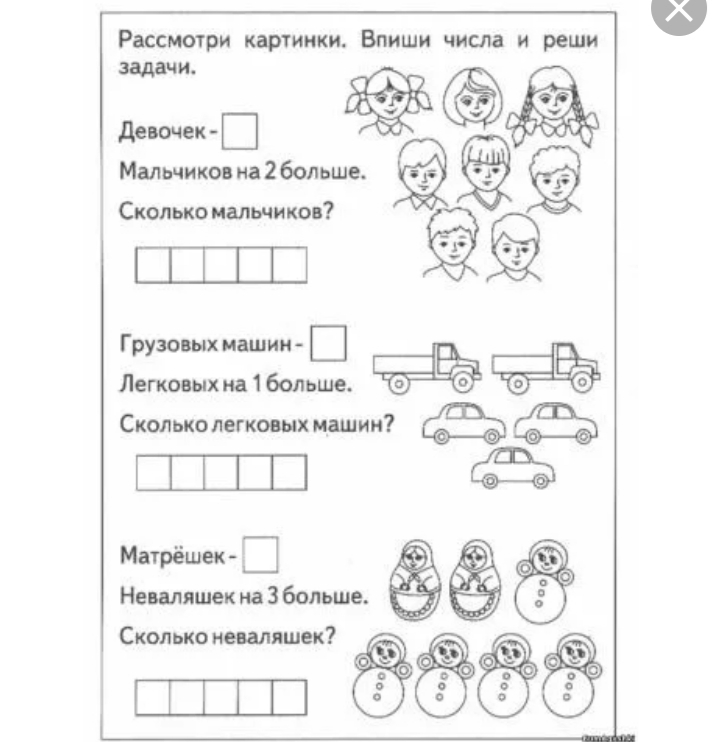 Рассмотри картинки. Впиши числа и реши
задачи.
Девочек -
Мальчиков на 2 больше.
Сколько мальчиков?
Грузовых машин -
Легковых на 1 больше.
Сколько легковых машин?
Матрёшек -
Неваляшек на 3 больше.
Сколько неваляшек?